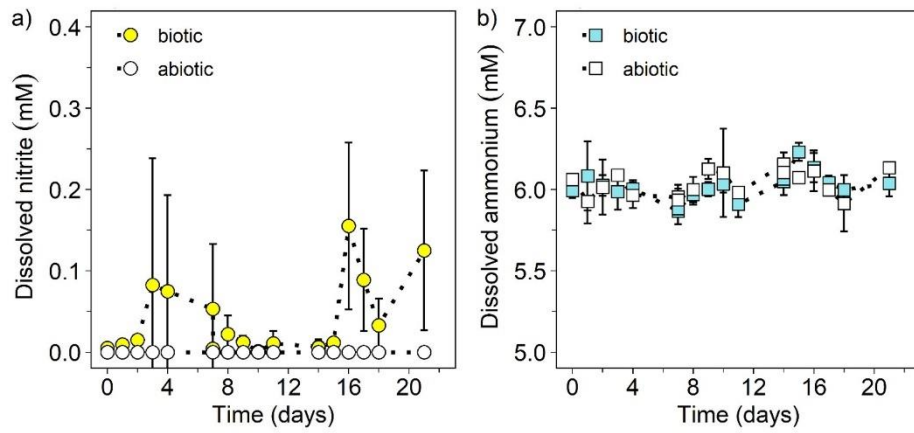 a)
Dissolved nitrite (mM)
0.4
0.3
0.2
0.1
0.0
biotic
abiotic
0 4 8 12 16 20
Time (days)
b)
Dissolved ammonium (mM)
7.0
6.5
6.0
5.5
5.0
biotic
abiotic
0 4 8 12 16 20
Time (days)